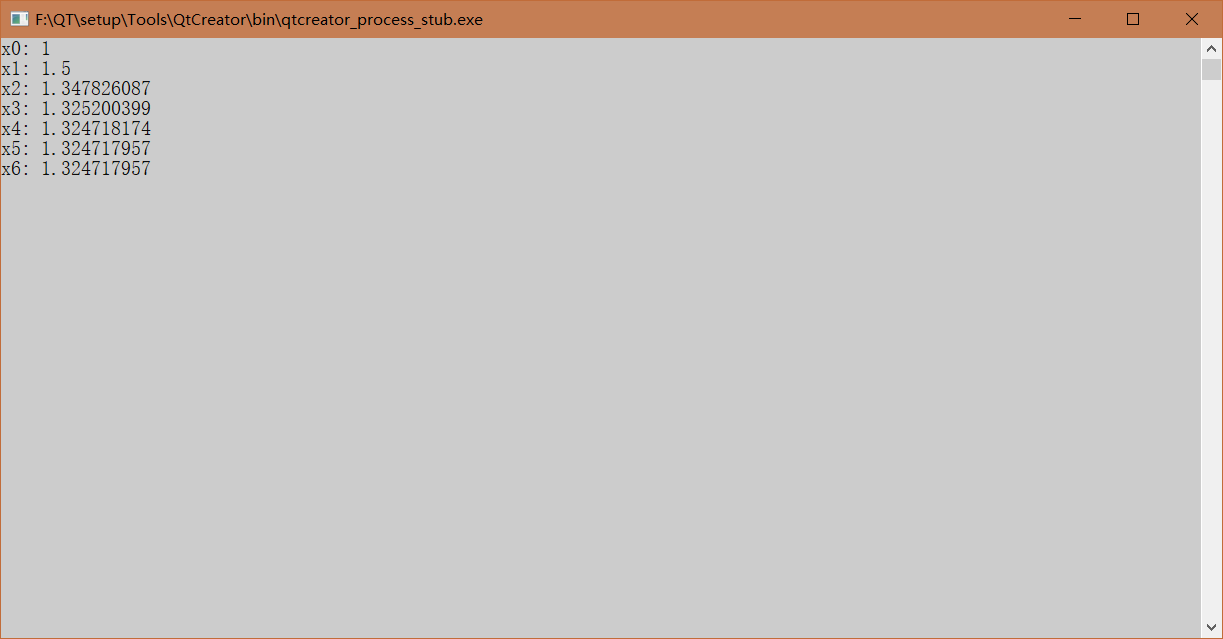 F:\QT\setup\Tools\QtCreator\bin\qtcreator_process_stub.exe
x0: 1
x1: 1.5
x2: 1.347826087
x3: 1.325200399
x4: 1.324718174
x5: 1.324717957
x6: 1.324717957